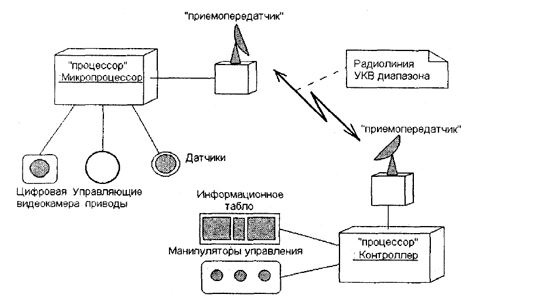 "приемопередатчик"
"процессор"
: Микропроцессор
Радиолиния
УКВ диапазона
"приемопередатчик"
Датчики
Цифровая Управляющие
видеокамера приводы
Информационное
табло
Манипуляторы управления
"процессор"
: Контроллер